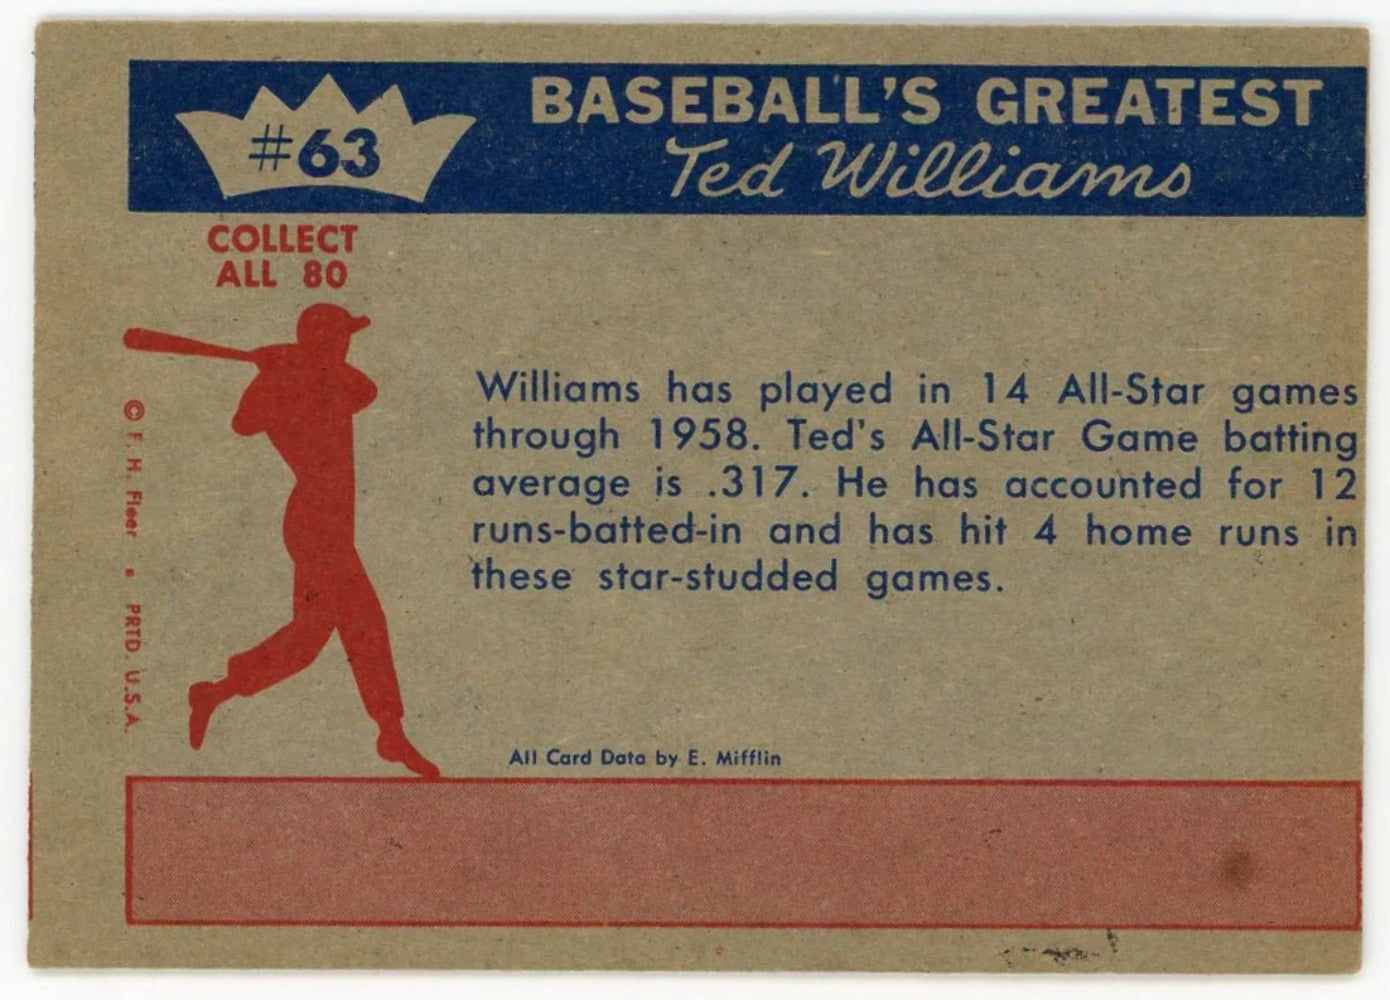 #63
BASEBALL'S GREATEST
Ted Williams
COLLECT
ALL 80
Williams has played in 14 All-Star games
through 1958. Ted's All-Star Game batting
average is .317. He has accounted for 12
runs-batted-in and has hit 4 home runs in
these star-studded games.
© F. H. Fleer • PRTD. U.S.A.
All Card Data by E. Mifflin